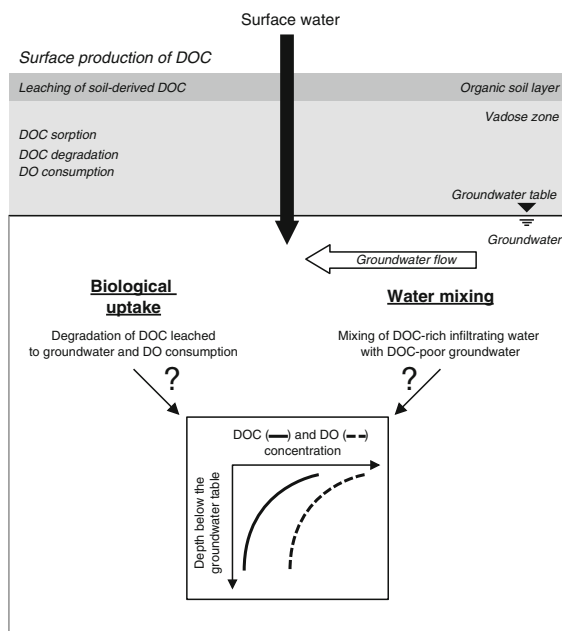 Surface water
Surface production of DOC
Leaching of soil-derived DOC
Organic soil layer
Vadose zone
DOC sorption
DOC degradation
DO consumption
Groundwater table
Groundwater
Groundwater flow
Biological
uptake
Degradation of DOC leached
to groundwater and DO consumption
?
Water mixing
Mixing of DOC-rich infiltrating water
with DOC-poor groundwater
?
DOC (—) and DO (--)
concentration
Depth below the
groundwater table